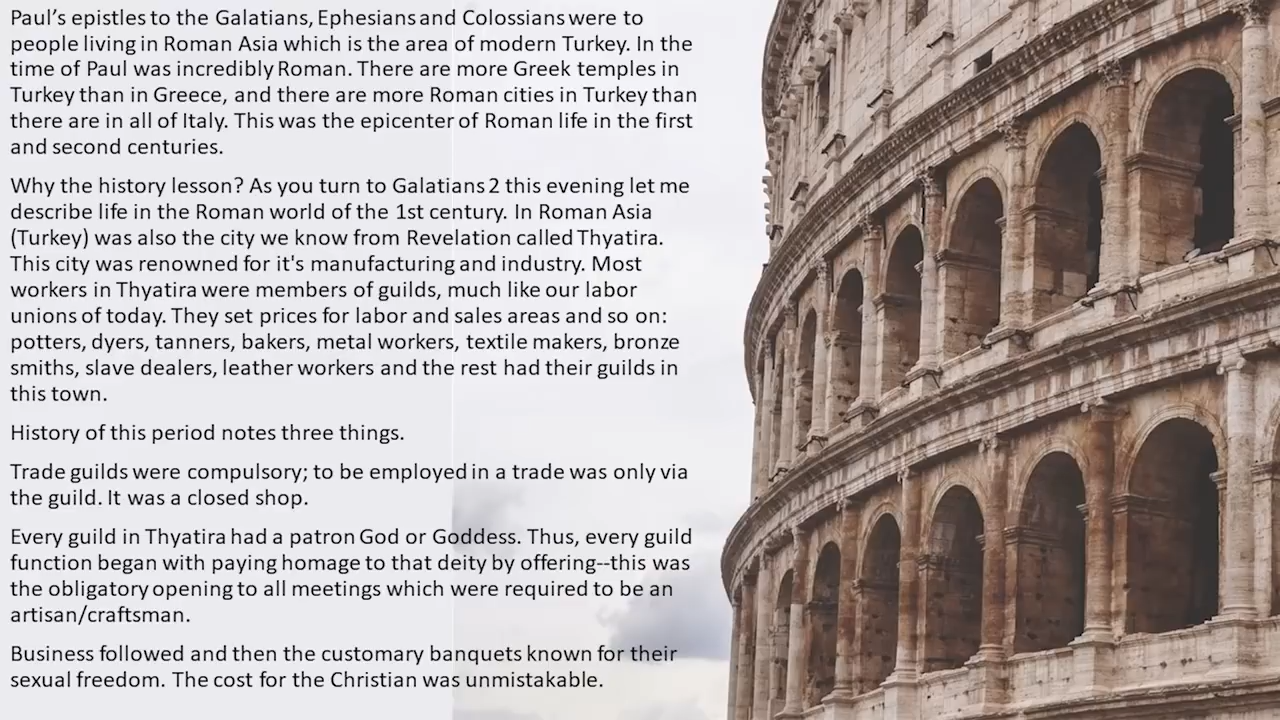 Paul’s epistles to the Galatians, Ephesians and Colossians were to
people living in Roman Asia which is the area of modern Turkey. In the
time of Paul was incredibly Roman. There are more Greek temples in
Turkey than in Greece, and there are more Roman cities in Turkey than
there are in all of Italy. This was the epicenter of Roman life in the first
and second centuries.
Why the history lesson? As you turn to Galatians 2 this evening let me
describe life in the Roman world of the 1st century. In Roman Asia
(Turkey) was also the city we know from Revelation called Thyatira.
This city was renowned for it's manufacturing and industry. Most
workers in Thyatira were members of guilds, much like our labor
unions of today. They set prices for labor and sales areas and so on:
potters, dyers, tanners, bakers, metal workers, textile makers, bronze
smiths, slave dealers, leather workers and the rest had their guilds in
this town.
History of this period notes three things.
Trade guilds were compulsory; to be employed in a trade was only via
the guild. It was a closed shop.
Every guild in Thyatira had a patron God or Goddess. Thus, every guild
function began with paying homage to that deity by offering--this was
the obligatory opening to all meetings which were required to be an
artisan/craftsman.
Business followed and then the customary banquets known for their
sexual freedom. The cost for the Christian was unmistakable.